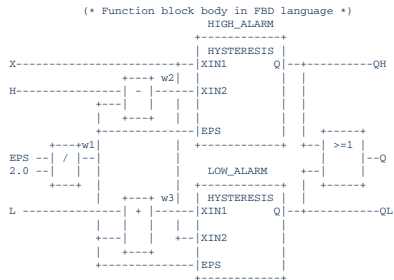 (* Function block body in FBD language *)
HIGH_ALARM
HYSTERESIS
X XIN1 Q QH
w2
H - XIN2
EPS
w1 >=1
EPS / LOW_ALARM Q
2.0
w3 HYSTERESIS
L + XIN1 Q QL
XIN2
EPS